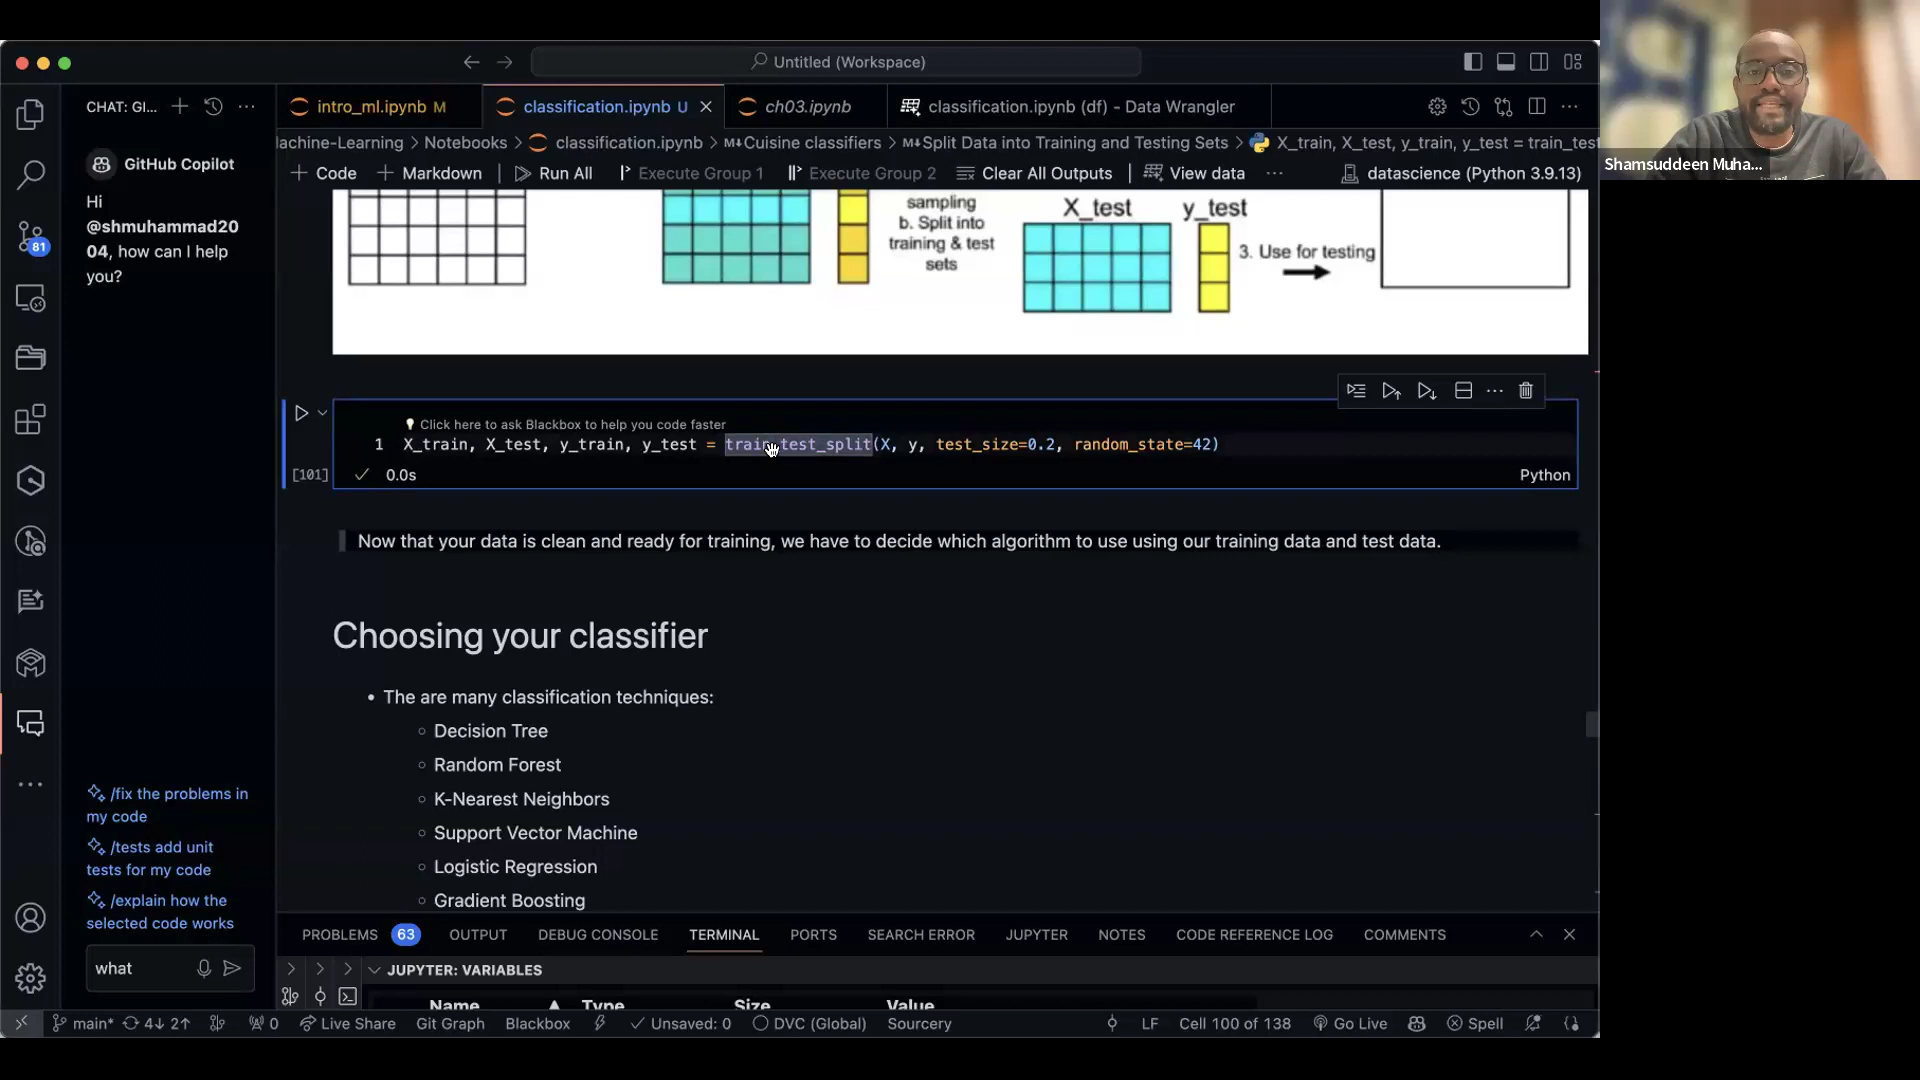 Untitled (Workspace)
CHAT: GI...
intro_ml.ipynb M
classification.ipynb U
ch03.ipynb
classification.ipynb (df) - Data Wrangler
achine-Learning > Notebooks > classification.ipynb > M↓Cuisine classifiers > M↓Split Data into Training and Testing Sets > X_train, X_test, y_train, y_test = train_test
Shamsuddeen Muha...
GitHub Copilot
+ Code + Markdown Run All Execute Group 1 Execute Group 2 Clear All Outputs View data ... datascience (Python 3.9.13)
Hi
@shmuhammad20
04, how can I help
you?
81
sampling
b. Split into
training & test
sets
X_test
y_test
3. Use for testing
Click here to ask Blackbox to help you code faster
1 X_train, X_test, y_train, y_test = train_test_split(X, y, test_size=0.2, random_state=42)
[101] ✓ 0.0s
Python
Now that your data is clean and ready for training, we have to decide which algorithm to use using our training data and test data.
Choosing your classifier
• The are many classification techniques:
○ Decision Tree
○ Random Forest
○ K-Nearest Neighbors
○ Support Vector Machine
○ Logistic Regression
○ Gradient Boosting
/fix the problems in
my code
/tests add unit
tests for my code
/explain how the
selected code works
what
PROBLEMS 63 OUTPUT DEBUG CONSOLE TERMINAL PORTS SEARCH ERROR JUPYTER NOTES CODE REFERENCE LOG COMMENTS
JUPYTER: VARIABLES
Name ▲ Type Size Value
main* 4↓ 2↑ 0 Live Share Git Graph Blackbox Unsaved: 0 DVC (Global) Sourcery LF Cell 100 of 138 Go Live Spell